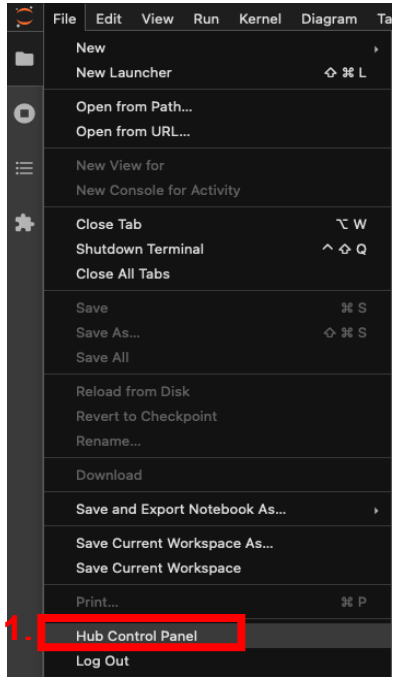 File Edit View Run Kernel Diagram Ta
New
New Launcher ⇧ ⌘ L
Open from Path...
Open from URL...
New View for
New Console for Activity
Close Tab ⌥ W
Shutdown Terminal ^ ⇧ Q
Close All Tabs
Save ⌘ S
Save As... ⇧ ⌘ S
Save All
Reload from Disk
Revert to Checkpoint
Rename...
Download
Save and Export Notebook As...
Save Current Workspace As...
Save Current Workspace
Print... ⌘ P
1. Hub Control Panel
Log Out